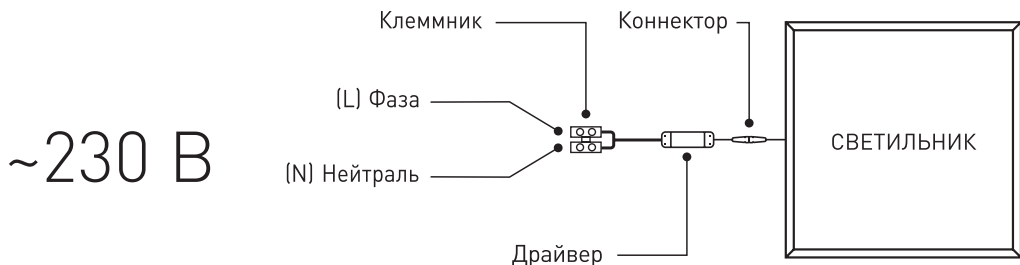 Клеммник
Коннектор
(L) Фаза
~230 В
СВЕТИЛЬНИК
(N) Нейтраль
Драйвер